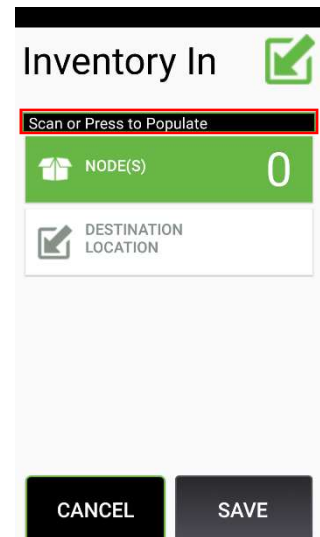 Inventory In
Scan or Press to Populate
NODE(S) 0
DESTINATION
LOCATION
CANCEL SAVE